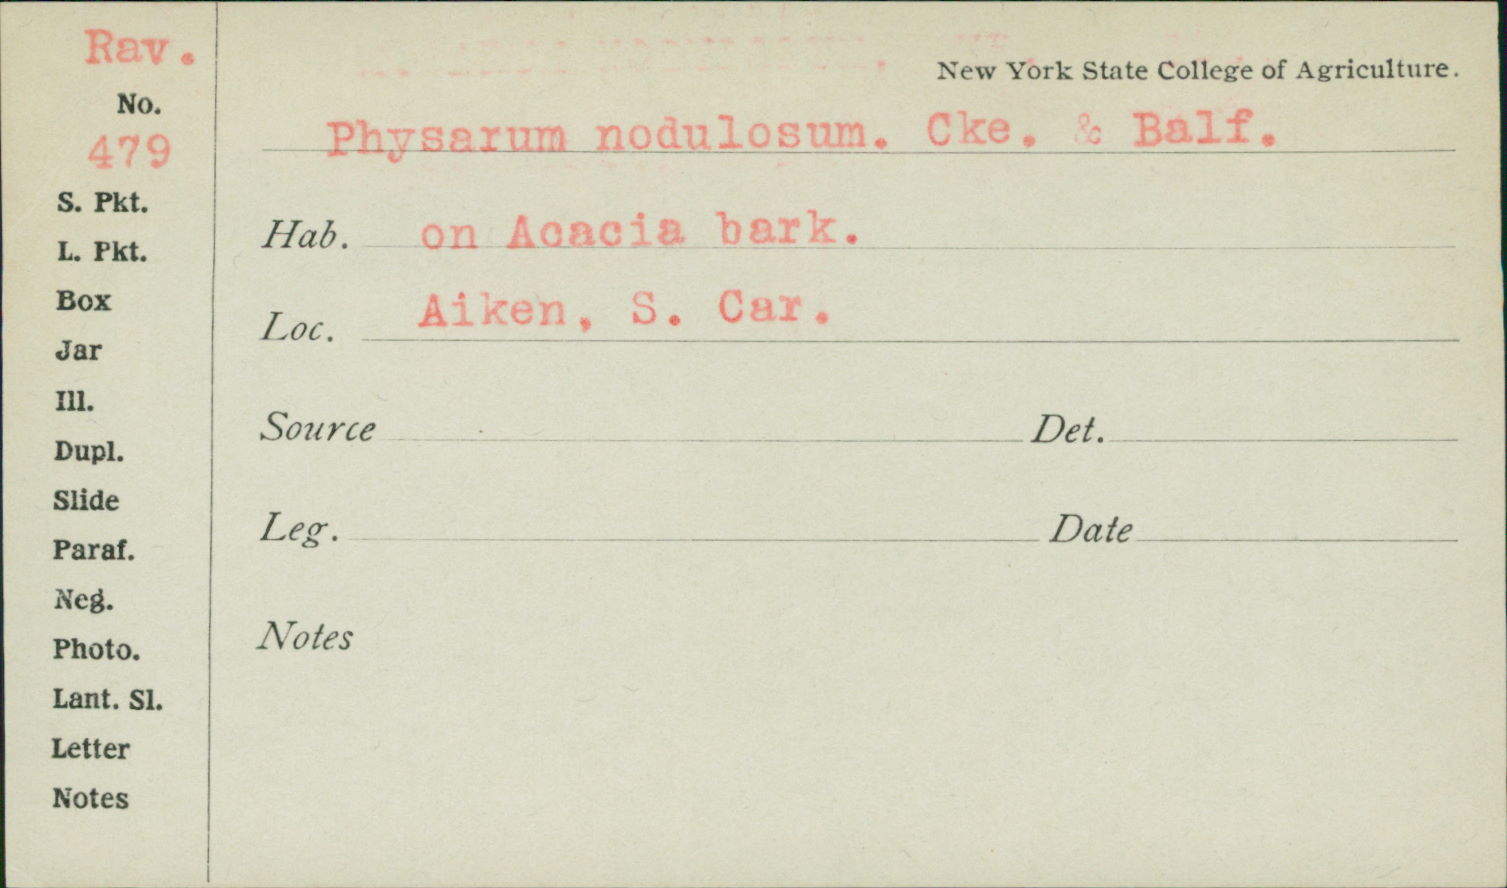 Rav.
No.
479
S. Pkt.
L. Pkt.
Box
Jar
Ill.
Dupl.
Slide
Paraf.
Neg.
Photo.
Lant. Sl.
Letter
Notes
New York State College of Agriculture.
Physarum nodulosum. Cke. & Balf.
Hab. on Acacia bark.
Loc. Aiken, S. Car.
Source Det.
Leg. Date
Notes